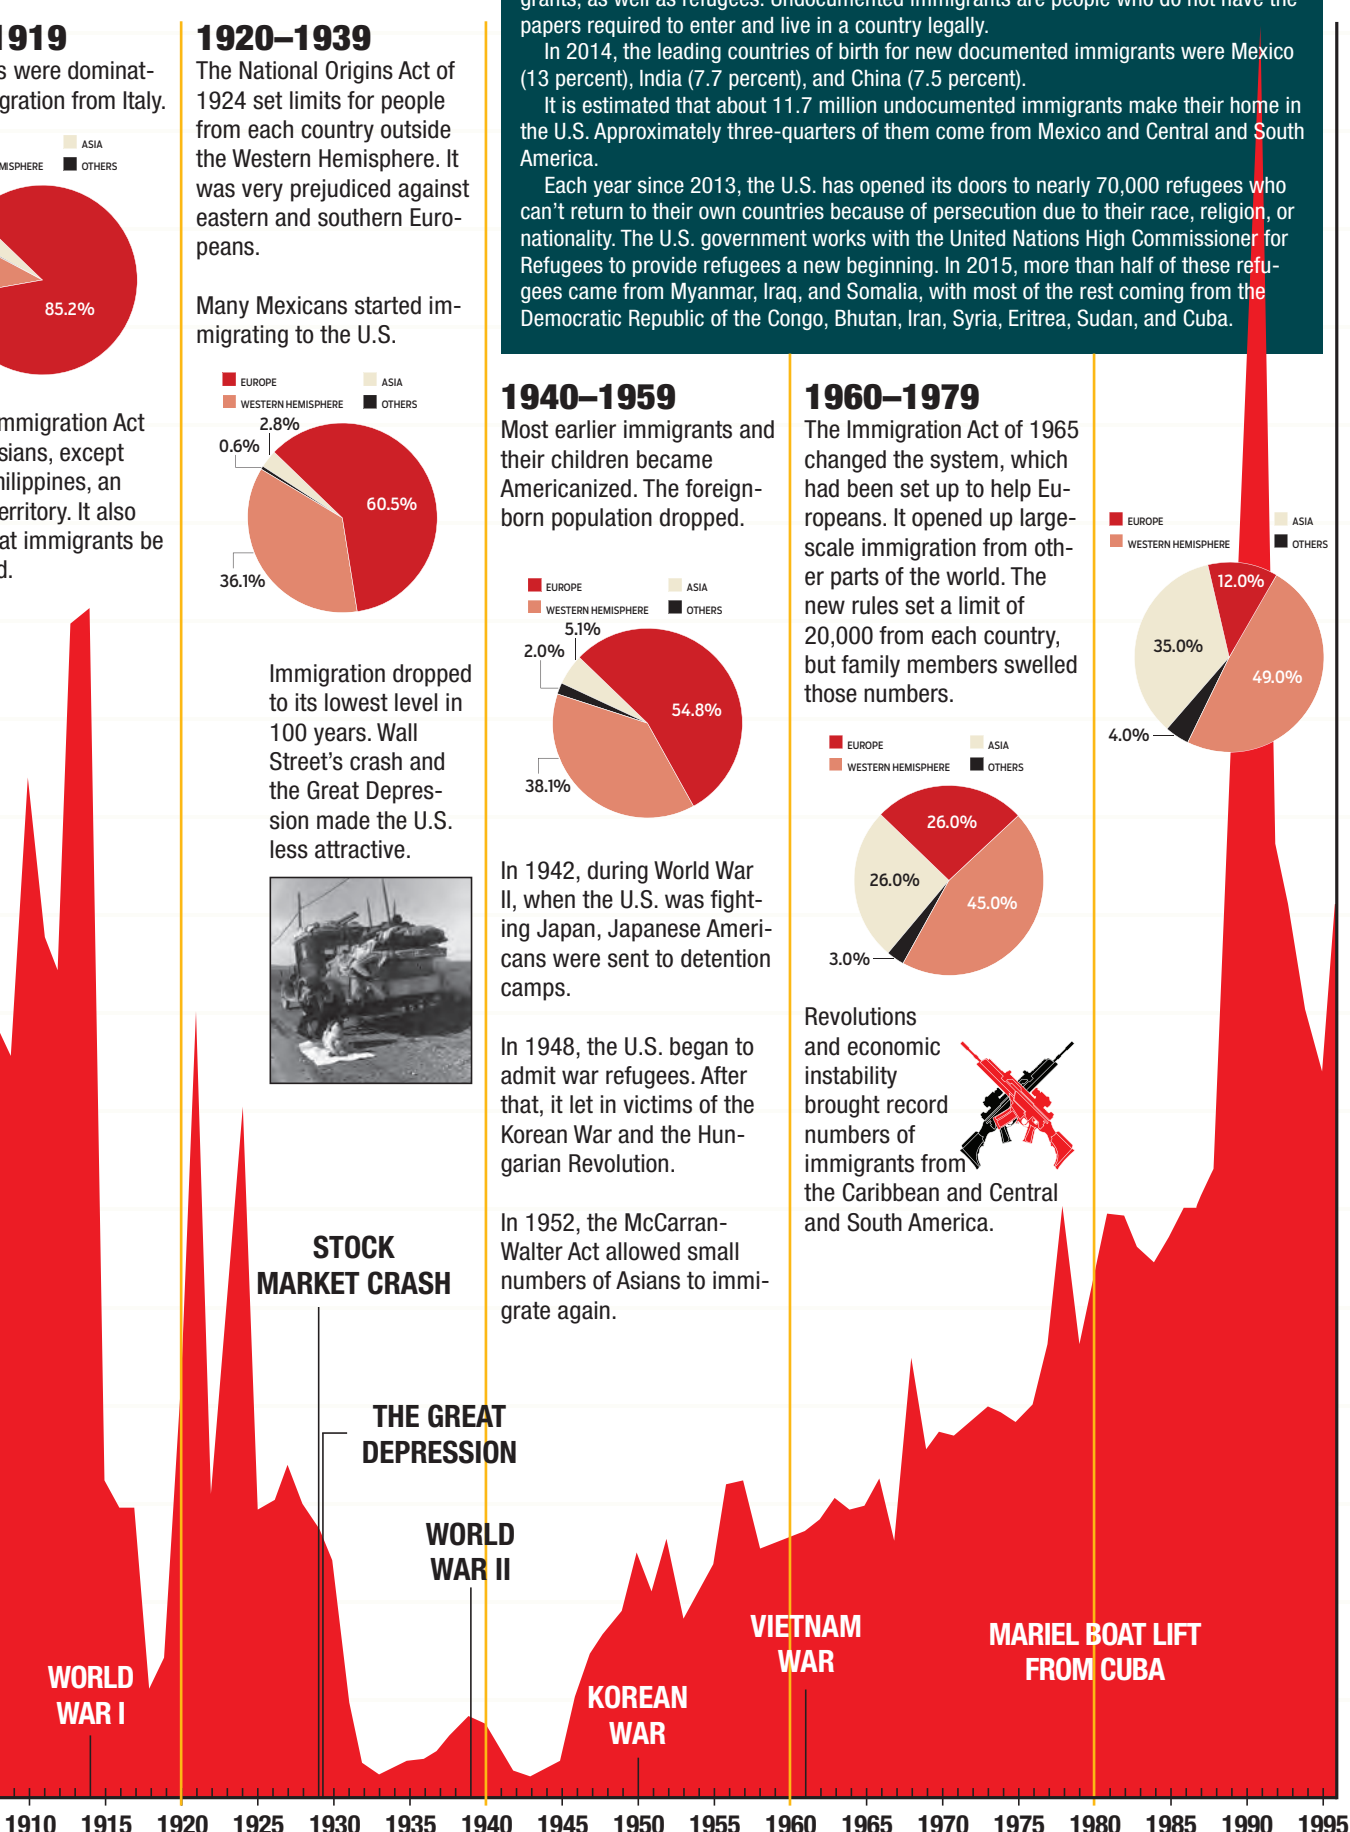 1919
s were dominat-
gration from Italy.
ASIA
MISPHERE OTHERS
85.2%
mmigration Act
sians, except
hilippines, an
erritory. It also
at immigrants be
d.
1920–1939
The National Origins Act of
1924 set limits for people
from each country outside
the Western Hemisphere. It
was very prejudiced against
eastern and southern Euro-
peans.
Many Mexicans started im-
migrating to the U.S.
EUROPE ASIA
WESTERN HEMISPHERE OTHERS
2.8%
0.6%
60.5%
36.1%
Immigration dropped
to its lowest level in
100 years. Wall
Street's crash and
the Great Depres-
sion made the U.S.
less attractive.
grants, as well as refugees. Undocumented immigrants are people who do not have the
papers required to enter and live in a country legally.
In 2014, the leading countries of birth for new documented immigrants were Mexico
(13 percent), India (7.7 percent), and China (7.5 percent).
It is estimated that about 11.7 million undocumented immigrants make their home in
the U.S. Approximately three-quarters of them come from Mexico and Central and South
America.
Each year since 2013, the U.S. has opened its doors to nearly 70,000 refugees who
can't return to their own countries because of persecution due to their race, religion, or
nationality. The U.S. government works with the United Nations High Commissioner for
Refugees to provide refugees a new beginning. In 2015, more than half of these refu-
gees came from Myanmar, Iraq, and Somalia, with most of the rest coming from the
Democratic Republic of the Congo, Bhutan, Iran, Syria, Eritrea, Sudan, and Cuba.
1940–1959
Most earlier immigrants and
their children became
Americanized. The foreign-
born population dropped.
EUROPE ASIA
WESTERN HEMISPHERE OTHERS
5.1%
2.0%
54.8%
38.1%
In 1942, during World War
II, when the U.S. was fight-
ing Japan, Japanese Ameri-
cans were sent to detention
camps.
In 1948, the U.S. began to
admit war refugees. After
that, it let in victims of the
Korean War and the Hun-
garian Revolution.
In 1952, the McCarran-
Walter Act allowed small
numbers of Asians to immi-
grate again.
1960–1979
The Immigration Act of 1965
changed the system, which
had been set up to help Eu-
ropeans. It opened up large-
scale immigration from oth-
er parts of the world. The
new rules set a limit of
20,000 from each country,
but family members swelled
those numbers.
EUROPE ASIA
WESTERN HEMISPHERE OTHERS
26.0%
26.0%
45.0%
3.0%
Revolutions
and economic
instability
brought record
numbers of
immigrants from
the Caribbean and Central
and South America.
EUROPE ASIA
WESTERN HEMISPHERE OTHERS
12.0%
35.0%
49.0%
4.0%
STOCK
MARKET CRASH
THE GREAT
DEPRESSION
WORLD
WAR II
WORLD
WAR I
KOREAN
WAR
VIETNAM
WAR
MARIEL BOAT LIFT
FROM CUBA
1910 1915 1920 1925 1930 1935 1940 1945 1950 1955 1960 1965 1970 1975 1980 1985 1990 1995